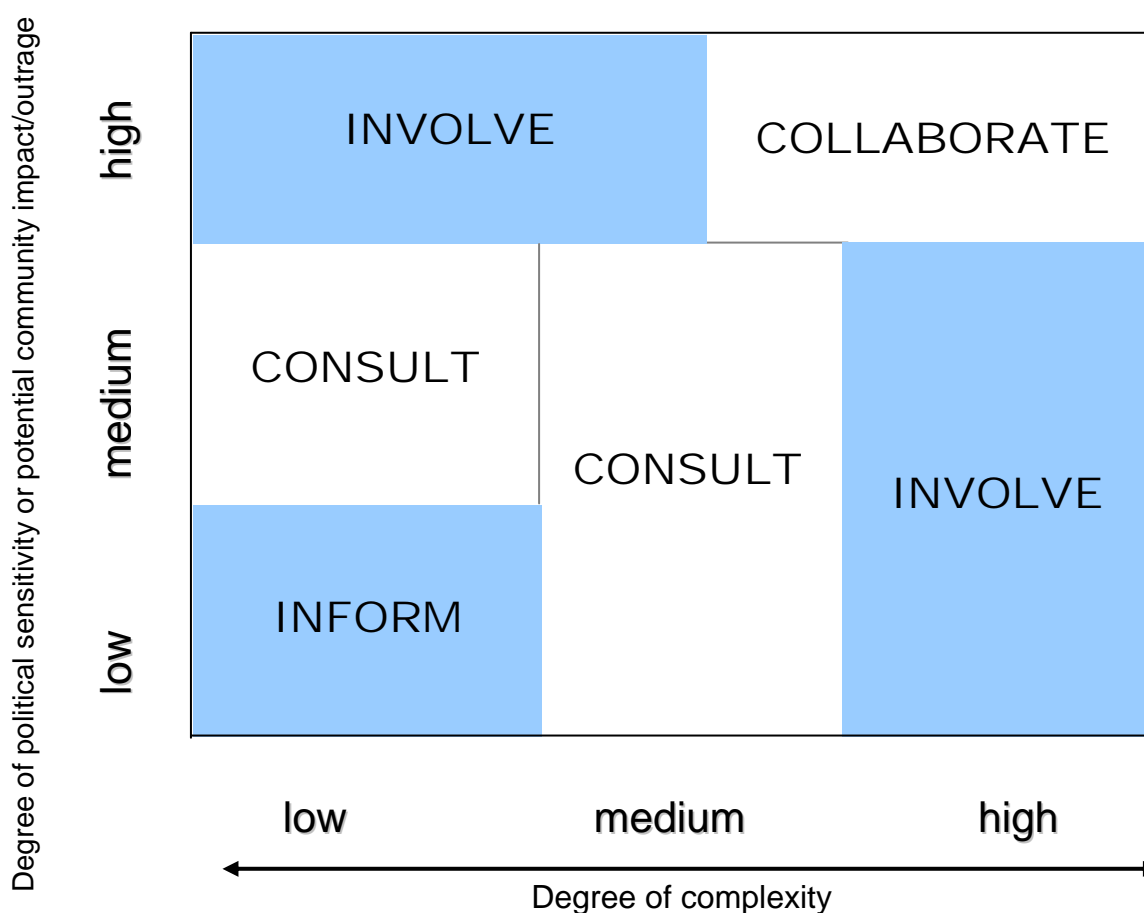 Degree of political sensitivity or potential community impact/outrage
high
medium
low
INVOLVE
COLLABORATE
CONSULT
CONSULT
INVOLVE
INFORM
low
medium
high
Degree of complexity